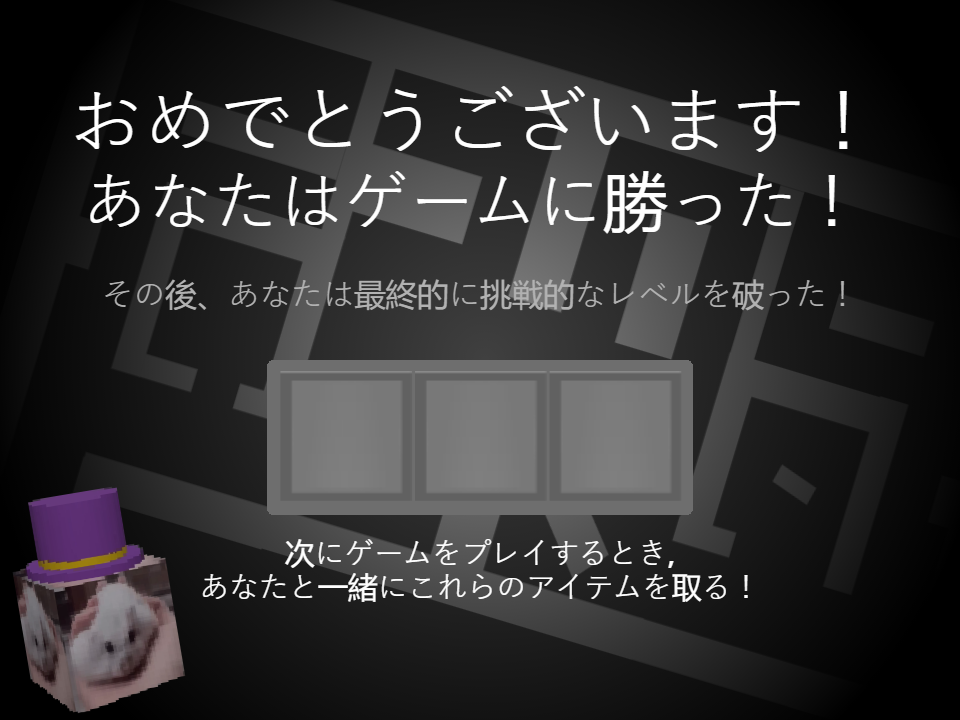 おめでとうございます！
あなたはゲームに勝った！
その後、あなたは最終的に挑戦的なレベルを破った！
次にゲームをプレイするとき,
あなたと一緒にこれらのアイテムを取る！